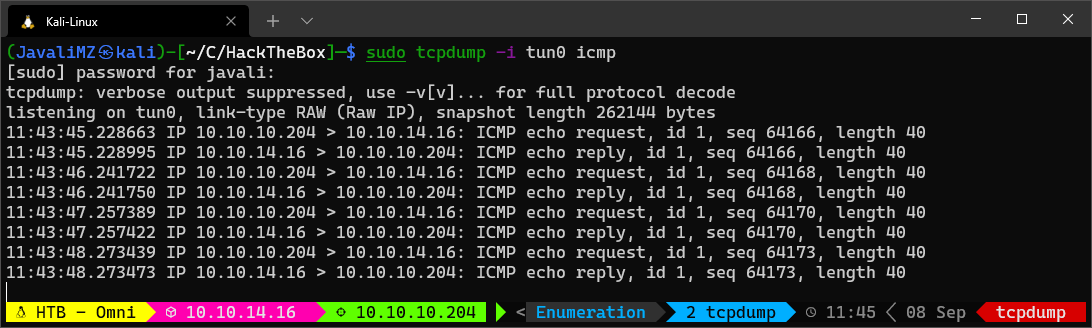 Kali-Linux
(JavaliMZ㉿kali)-[~/C/HackTheBox]-$ sudo tcpdump -i tun0 icmp
[sudo] password for javali:
tcpdump: verbose output suppressed, use -v[v]... for full protocol decode
listening on tun0, link-type RAW (Raw IP), snapshot length 262144 bytes
11:43:45.228663 IP 10.10.10.204 > 10.10.14.16: ICMP echo request, id 1, seq 64166, length 40
11:43:45.228995 IP 10.10.14.16 > 10.10.10.204: ICMP echo reply, id 1, seq 64166, length 40
11:43:46.241722 IP 10.10.10.204 > 10.10.14.16: ICMP echo request, id 1, seq 64168, length 40
11:43:46.241750 IP 10.10.14.16 > 10.10.10.204: ICMP echo reply, id 1, seq 64168, length 40
11:43:47.257389 IP 10.10.10.204 > 10.10.14.16: ICMP echo request, id 1, seq 64170, length 40
11:43:47.257422 IP 10.10.14.16 > 10.10.10.204: ICMP echo reply, id 1, seq 64170, length 40
11:43:48.273439 IP 10.10.10.204 > 10.10.14.16: ICMP echo request, id 1, seq 64173, length 40
11:43:48.273473 IP 10.10.14.16 > 10.10.10.204: ICMP echo reply, id 1, seq 64173, length 40
HTB - Omni 10.10.14.16 10.10.10.204 < Enumeration 2 tcpdump 11:45 08 Sep tcpdump